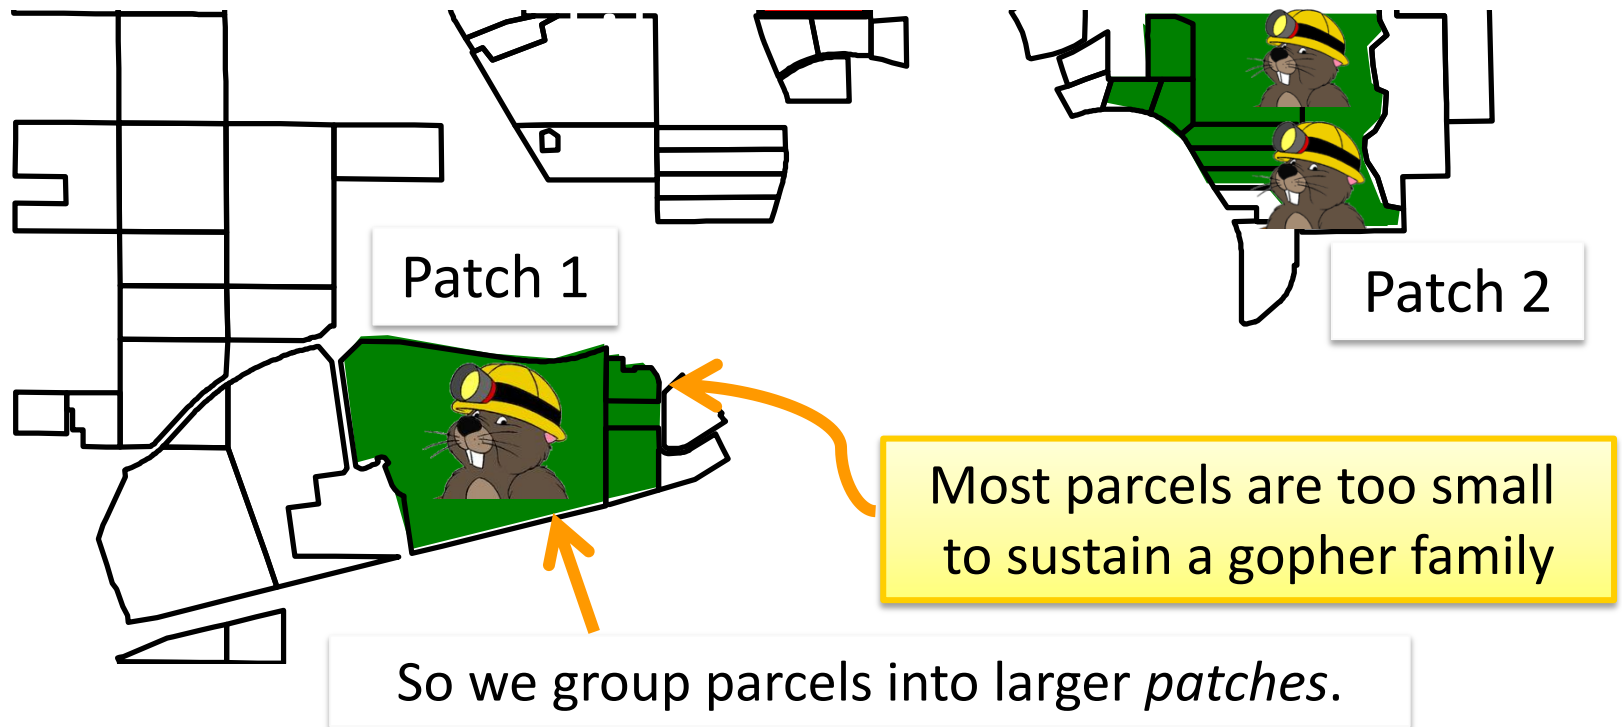 Patch 1
Patch 2
Most parcels are too small
to sustain a gopher family
So we group parcels into larger patches.